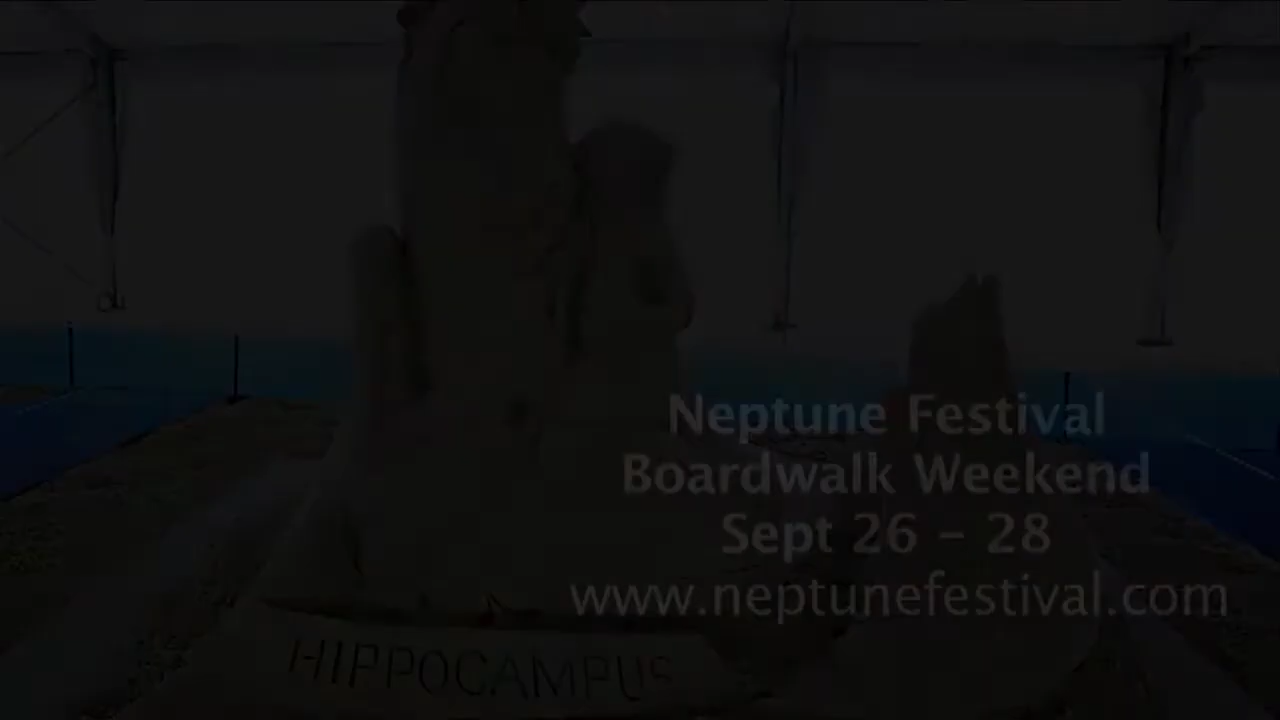 Neptune Festival
Boardwalk Weekend
Sept 26 - 28
www.neptunefestival.com
HIPPOCAMPUS